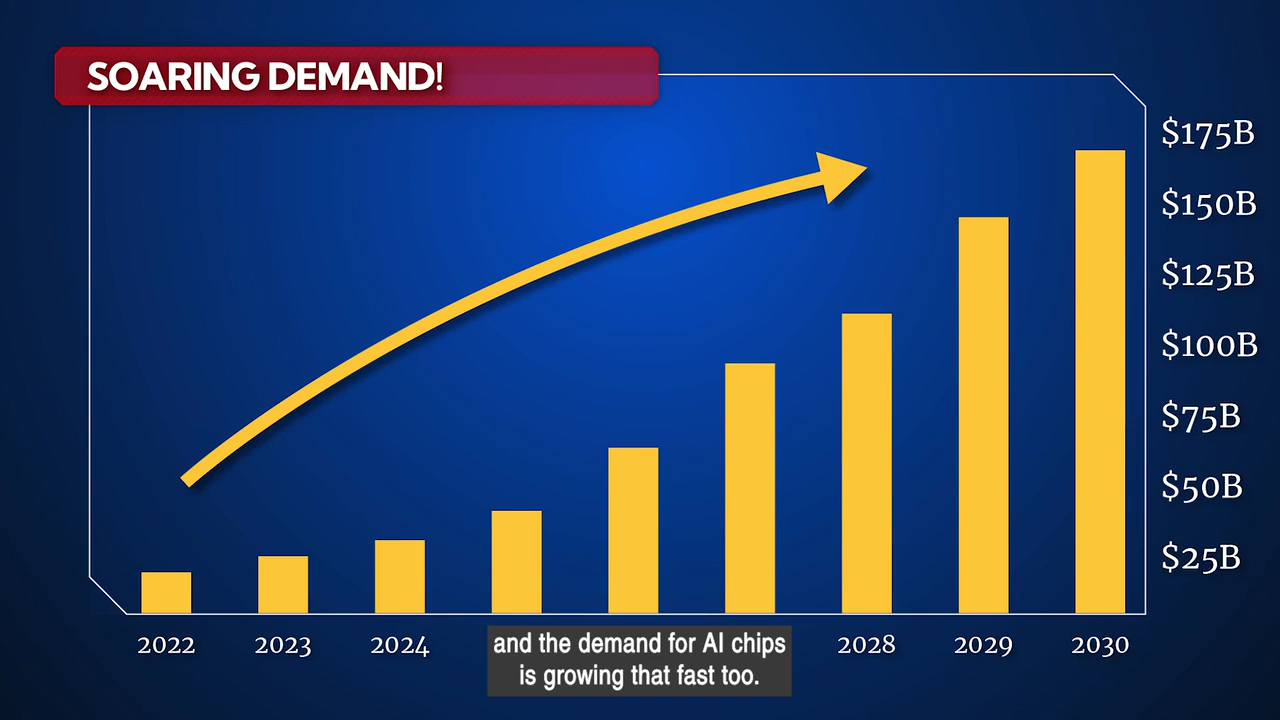 SOARING DEMAND!
$175B
$150B
$125B
$100B
$75B
$50B
$25B
2022 2023 2024 2028 2029 2030
and the demand for AI chips
is growing that fast too.